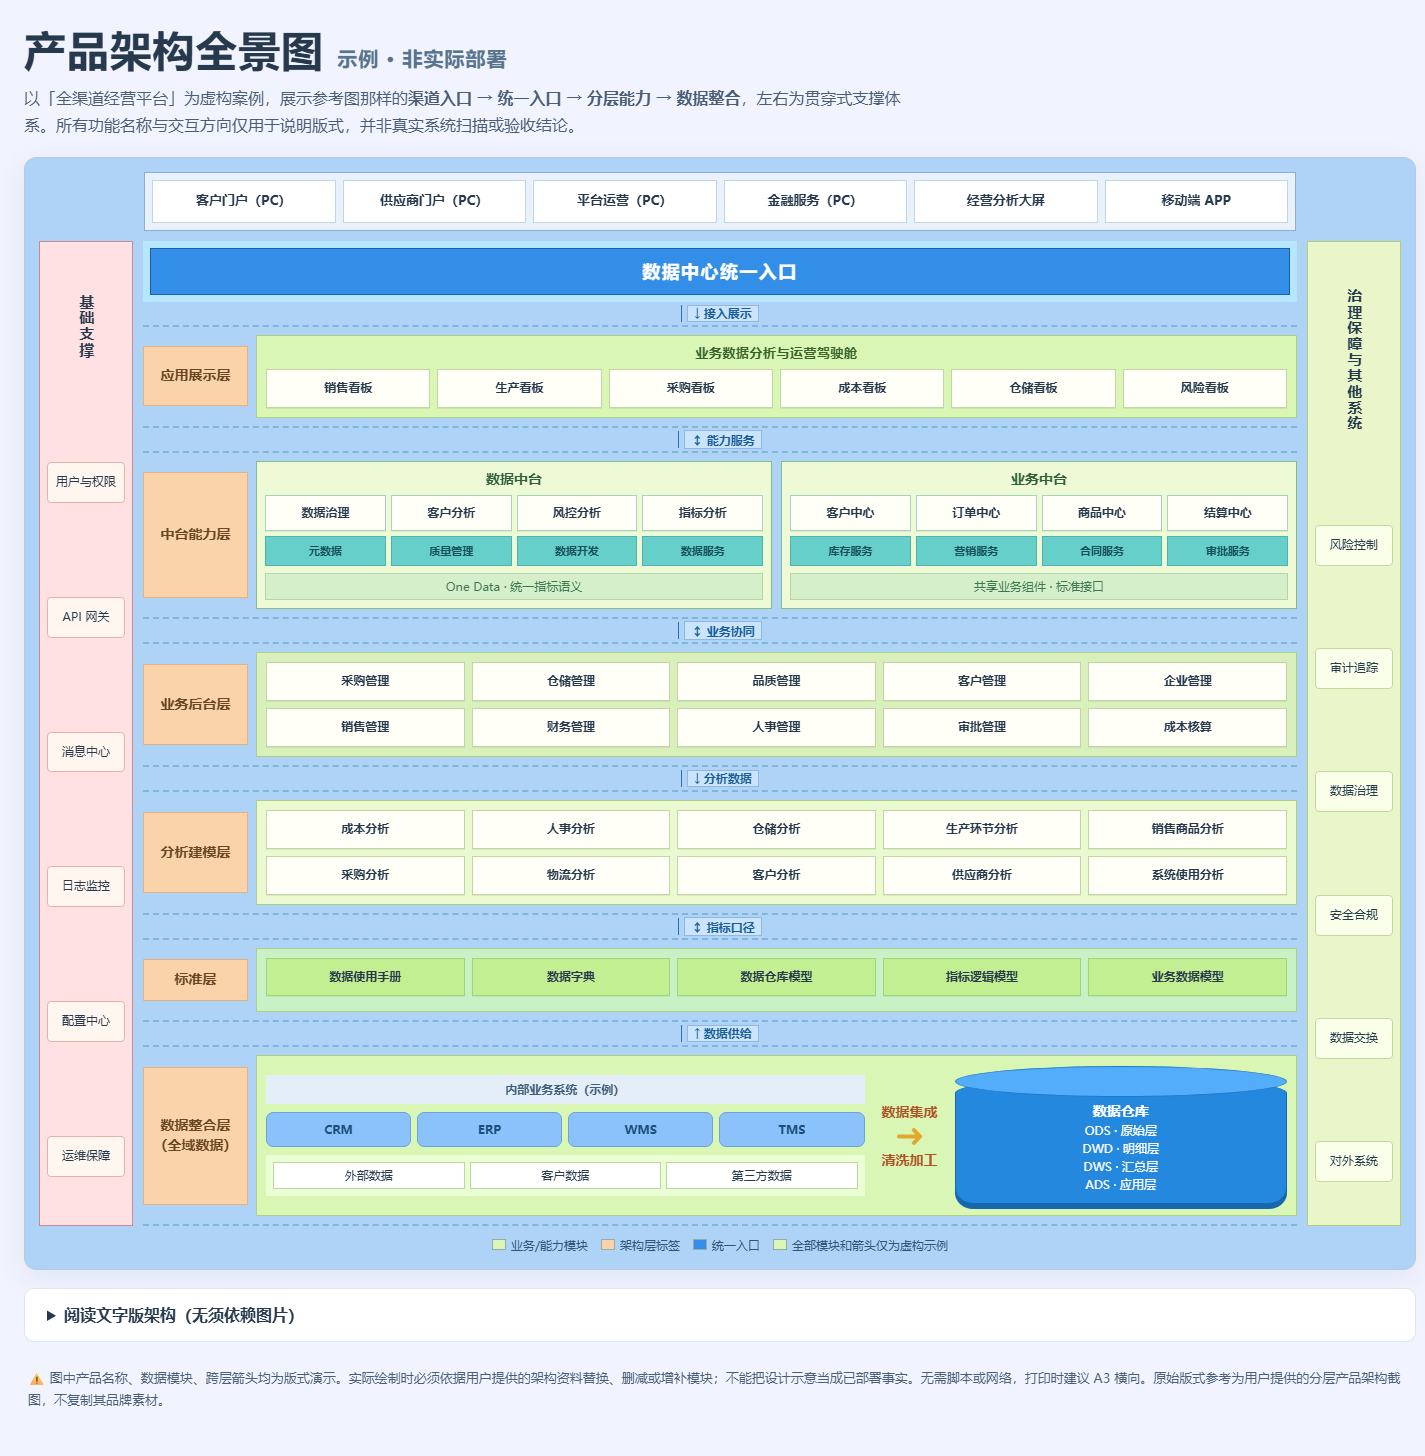 产品架构全景图 示例 · 非实际部署
以「全渠道经营平台」为虚构案例，展示参考图那样的渠道入口 → 统一入口 → 分层能力 → 数据整合，左右为贯穿式支撑体
系。所有功能名称与交互方向仅用于说明版式，并非真实系统扫描或验收结论。
客户门户（PC） 供应商门户（PC） 平台运营（PC） 金融服务（PC） 经营分析大屏 移动端 APP
基础支撑
用户与权限
API 网关
消息中心
日志监控
配置中心
运维保障
数据中心统一入口
↓ 接入展示
应用展示层
业务数据分析与运营驾驶舱
销售看板 生产看板 采购看板 成本看板 仓储看板 风险看板
↕ 能力服务
中台能力层
数据中台
数据治理 客户分析 风控分析 指标分析
元数据 质量管理 数据开发 数据服务
One Data · 统一指标语义
业务中台
客户中心 订单中心 商品中心 结算中心
库存服务 营销服务 合同服务 审批服务
共享业务组件 · 标准接口
↕ 业务协同
业务后台层
采购管理 仓储管理 品质管理 客户管理 企业管理
销售管理 财务管理 人事管理 审批管理 成本核算
↓ 分析数据
分析建模层
成本分析 人事分析 仓储分析 生产环节分析 销售商品分析
采购分析 物流分析 客户分析 供应商分析 系统使用分析
↕ 指标口径
标准层
数据使用手册 数据字典 数据仓库模型 指标逻辑模型 业务数据模型
↑ 数据供给
数据整合层
（全域数据）
内部业务系统（示例）
CRM ERP WMS TMS
外部数据 客户数据 第三方数据
数据集成
➜
清洗加工
数据仓库
ODS · 原始层
DWD · 明细层
DWS · 汇总层
ADS · 应用层
治理保障与其他系统
风险控制
审计追踪
数据治理
安全合规
数据交换
对外系统
业务/能力模块 架构层标签 统一入口 全部模块和箭头仅为虚构示例
▶ 阅读文字版架构（无须依赖图片）
⚠ 图中产品名称、数据模块、跨层箭头均为版式演示。实际绘制时必须依据用户提供的架构资料替换、删减或增补模块；不能把设计示意当成已部署事实。无需脚本或网络，打印时建议 A3 横向。原始版式参考为用户提供的分层产品架构截
图，不复制其品牌素材。